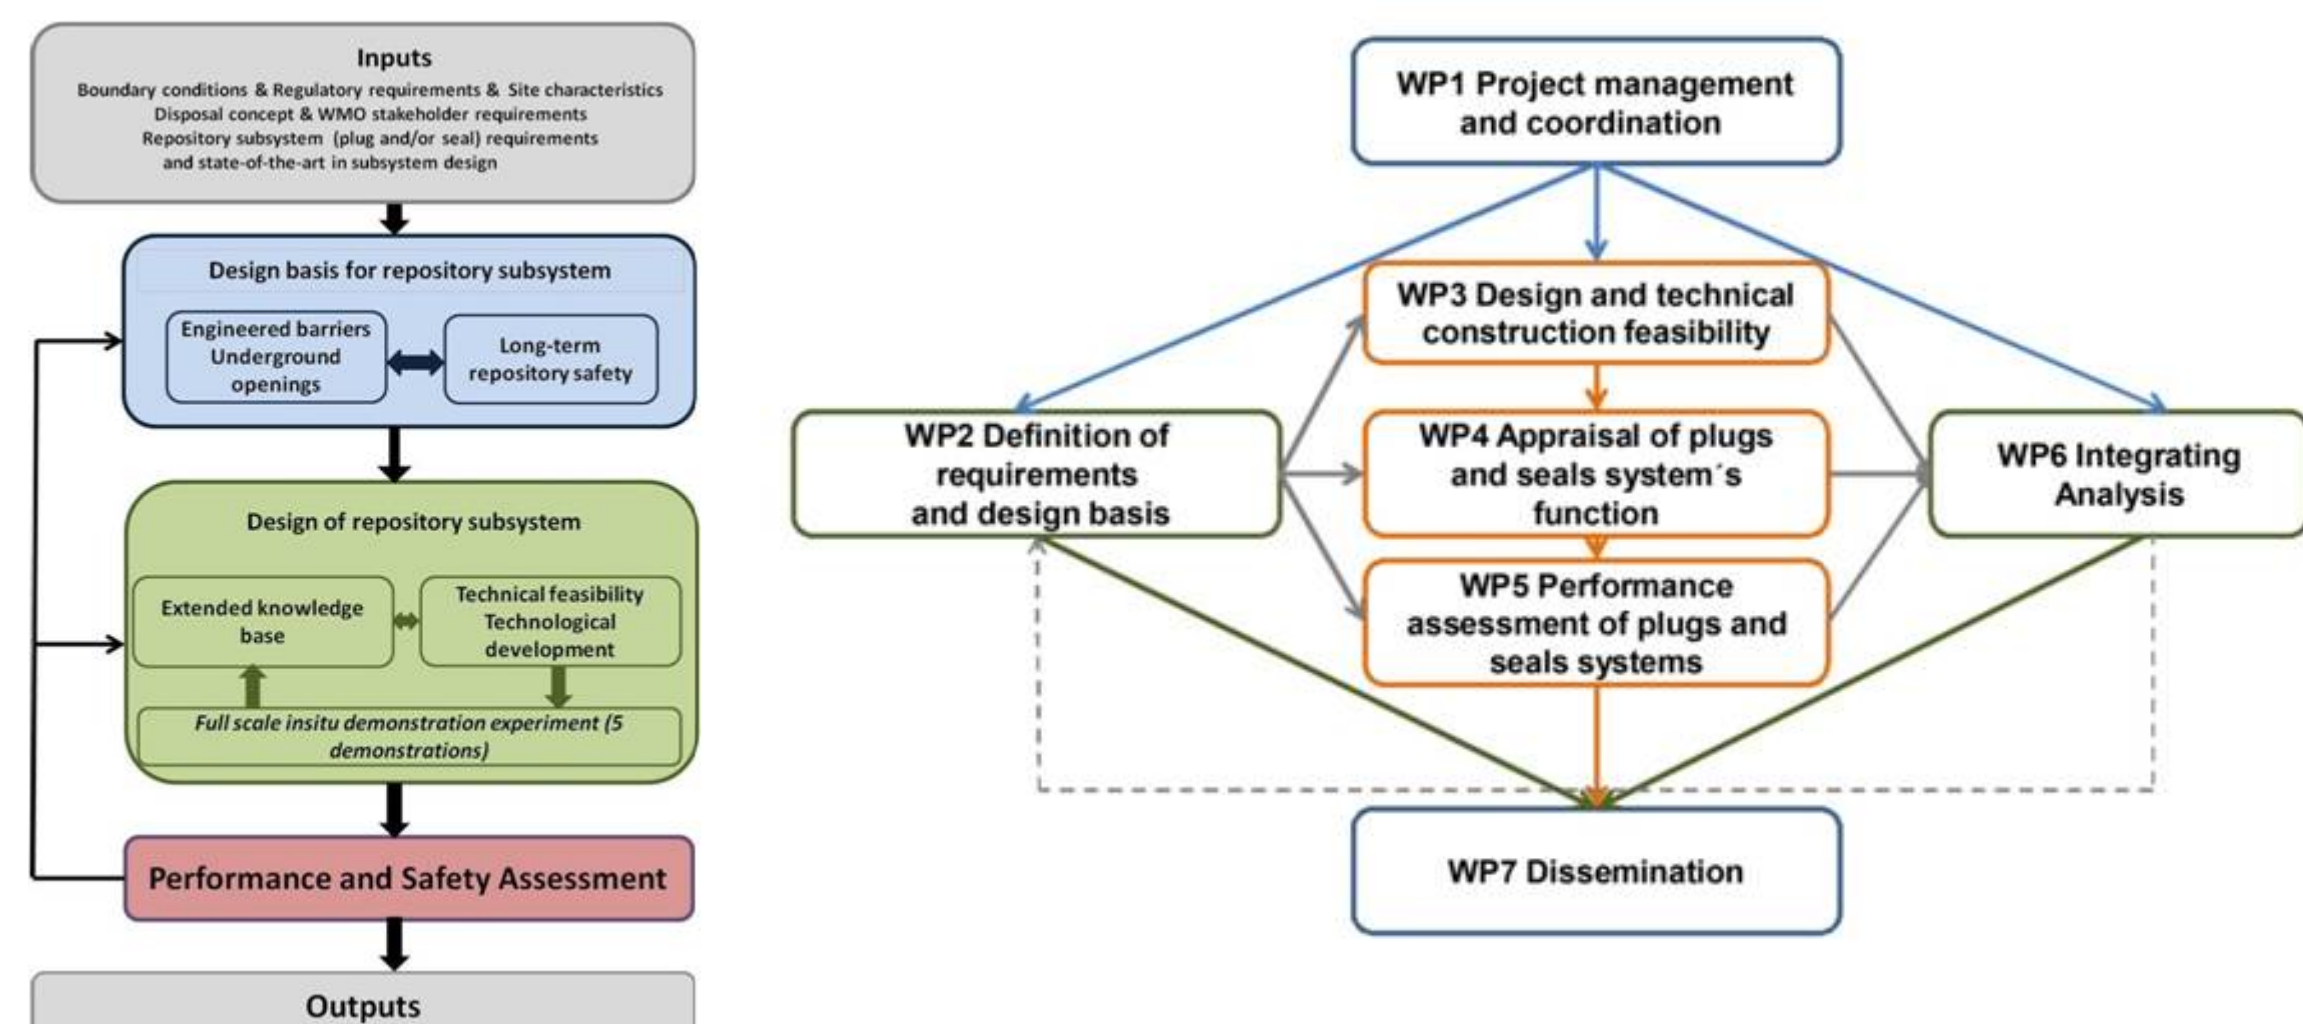 Inputs
Boundary conditions & Regulatory requirements & Site characteristics
Disposal concept & WMO stakeholder requirements
Repository subsystem (plug and/or seal) requirements
and state-of-the-art in subsystem design
Design basis for repository subsystem
Engineered barriers
Underground
openings
Long-term
repository safety
Design of repository subsystem
Extended knowledge
base
Technical feasibility
Technological
development
Full scale insitu demonstration experiment (5
demonstrations)
Performance and Safety Assessment
Outputs
WP1 Project management
and coordination
WP3 Design and technical
construction feasibility
WP2 Definition of
requirements
and design basis
WP4 Appraisal of plugs
and seals system´s
function
WP6 Integrating
Analysis
WP5 Performance
assessment of plugs and
seals systems
WP7 Dissemination